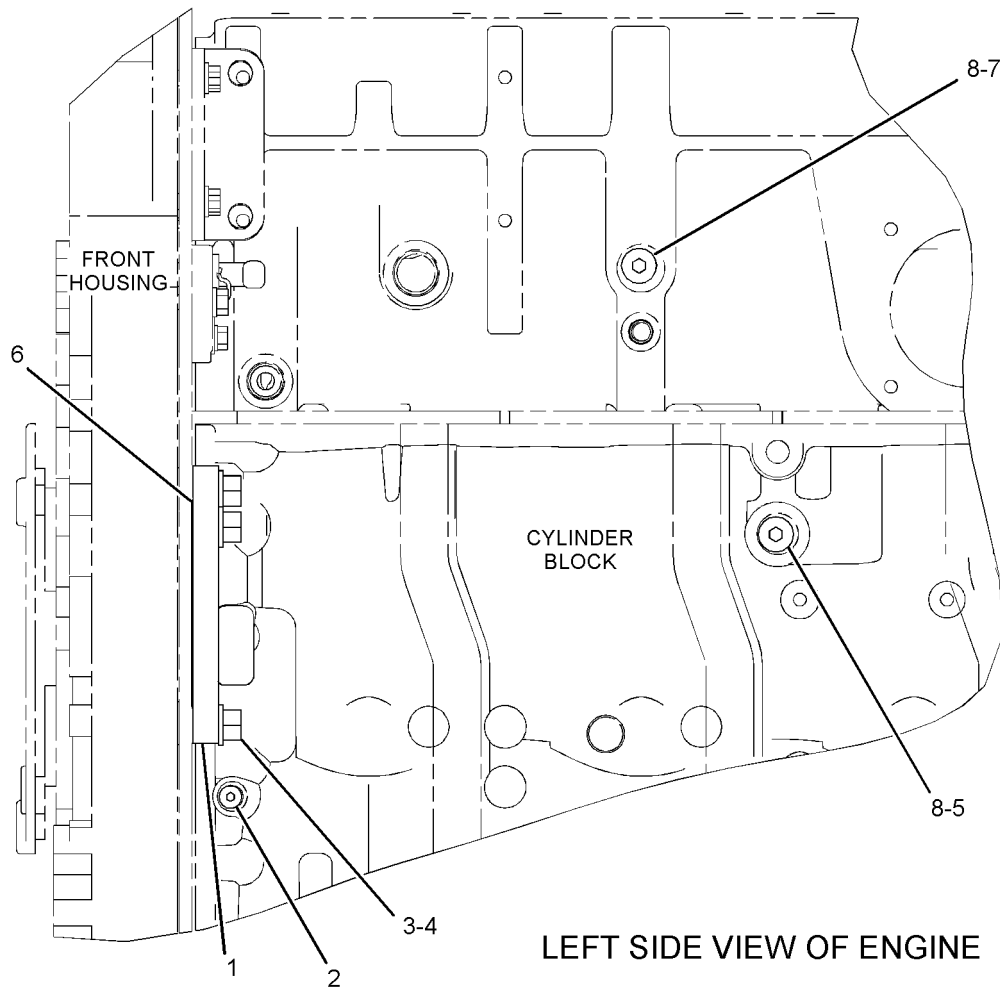 8-7
FRONT
HOUSING
6
CYLINDER
BLOCK
8-5
3-4
LEFT SIDE VIEW OF ENGINE
1
2